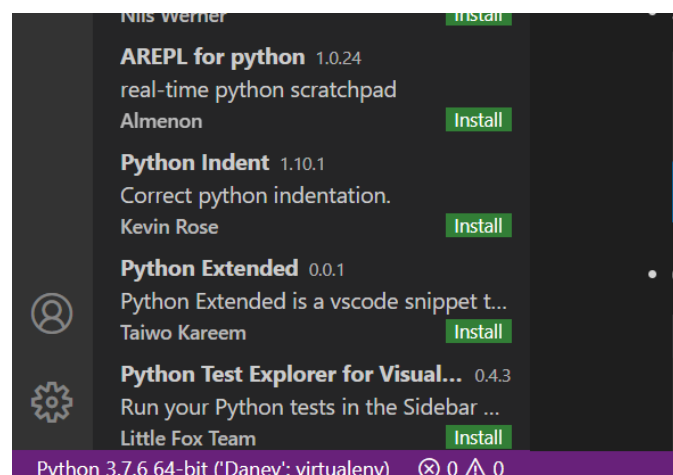 Nils Werner Install
AREPL for python 1.0.24
real-time python scratchpad
Almenon Install
Python Indent 1.10.1
Correct python indentation.
Kevin Rose Install
Python Extended 0.0.1
Python Extended is a vscode snippet t...
Taiwo Kareem Install
Python Test Explorer for Visual... 0.4.3
Run your Python tests in the Sidebar ...
Little Fox Team Install
Python 3.7.6 64-bit ('Daney': virtualenv) 0 0